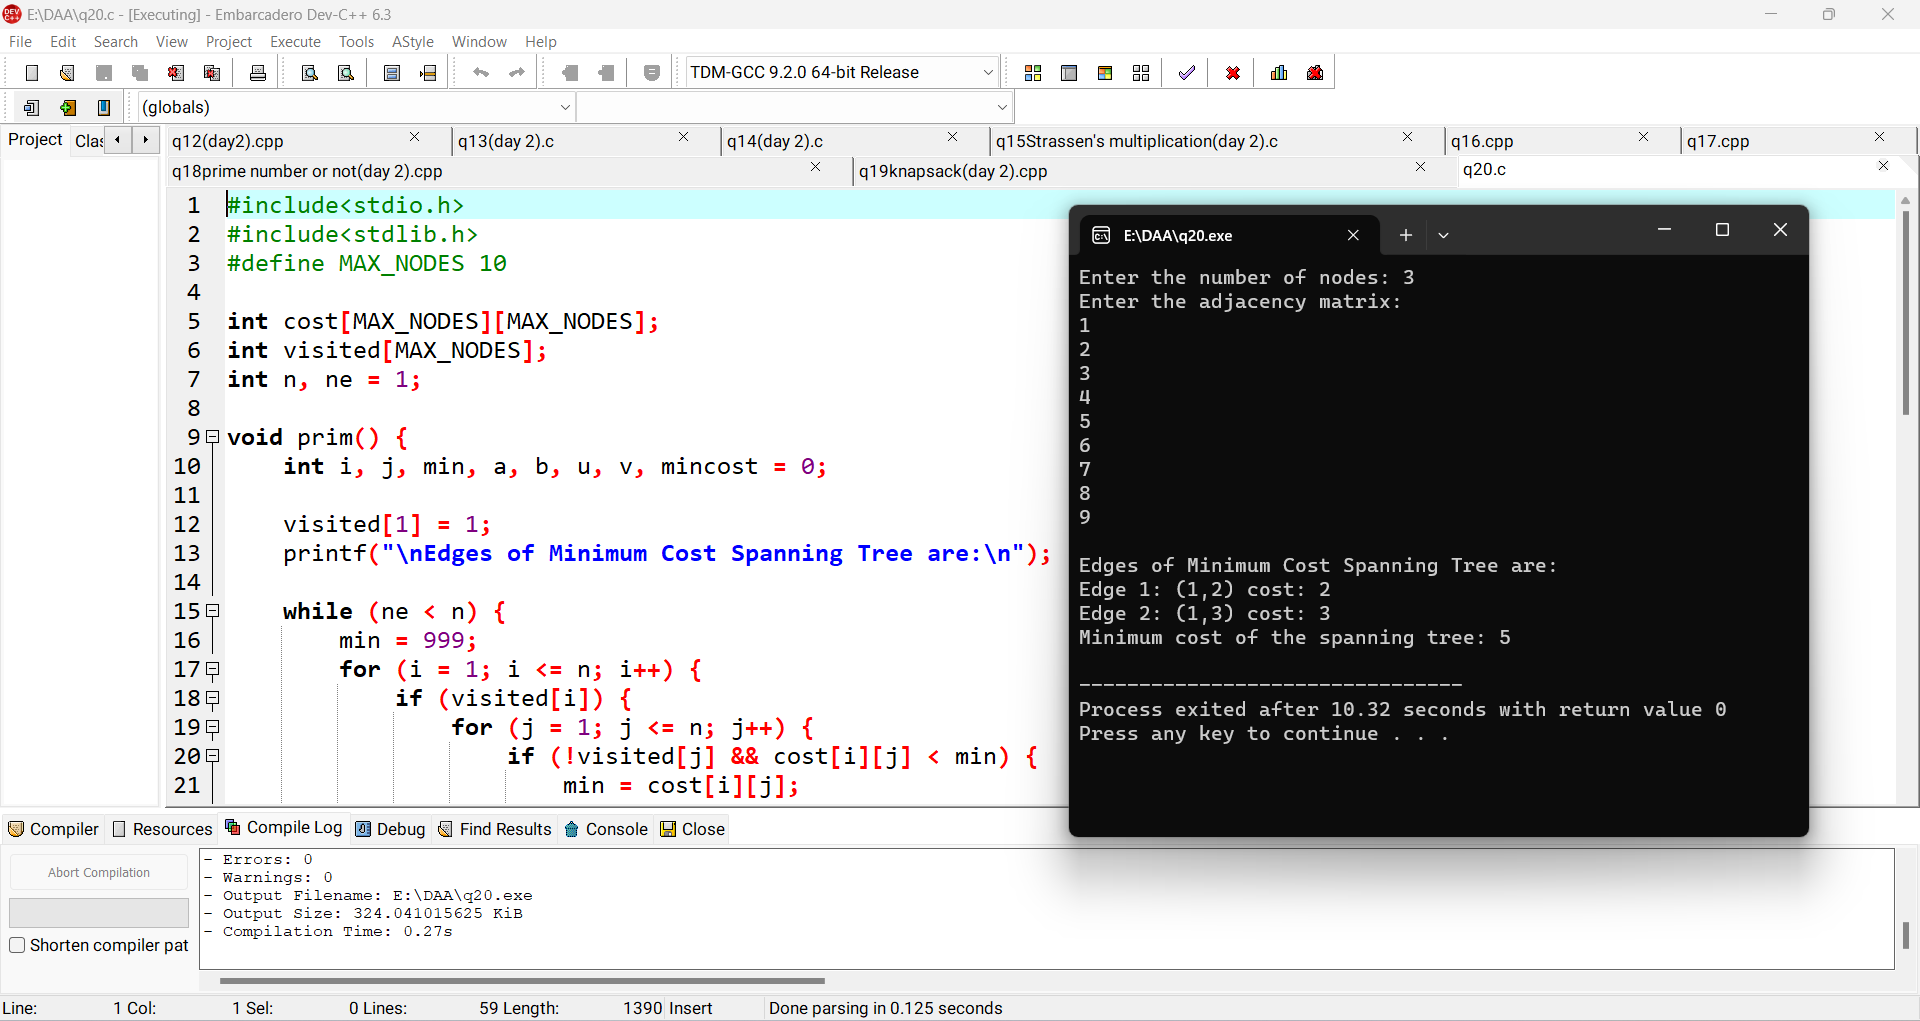 E:\DAA\q20.c - [Executing] - Embarcadero Dev-C++ 6.3
File Edit Search View Project Execute Tools AStyle Window Help
TDM-GCC 9.2.0 64-bit Release
(globals)
Project Clas
q12(day2).cpp q13(day 2).c q14(day 2).c q15Strassen's multiplication(day 2).c q16.cpp q17.cpp
q18prime number or not(day 2).cpp q19knapsack(day 2).cpp q20.c
1 #include<stdio.h>
2 #include<stdlib.h>
3 #define MAX_NODES 10
4
5 int cost[MAX_NODES][MAX_NODES];
6 int visited[MAX_NODES];
7 int n, ne = 1;
8
9 void prim() {
10 int i, j, min, a, b, u, v, mincost = 0;
11
12 visited[1] = 1;
13 printf("\nEdges of Minimum Cost Spanning Tree are:\n");
14
15 while (ne < n) {
16 min = 999;
17 for (i = 1; i <= n; i++) {
18 if (visited[i]) {
19 for (j = 1; j <= n; j++) {
20 if (!visited[j] && cost[i][j] < min) {
21 min = cost[i][j];
E:\DAA\q20.exe
Enter the number of nodes: 3
Enter the adjacency matrix:
1
2
3
4
5
6
7
8
9
Edges of Minimum Cost Spanning Tree are:
Edge 1: (1,2) cost: 2
Edge 2: (1,3) cost: 3
Minimum cost of the spanning tree: 5
--------------------------------
Process exited after 10.32 seconds with return value 0
Press any key to continue . . .
Compiler Resources Compile Log Debug Find Results Console Close
Abort Compilation
Shorten compiler pat
- Errors: 0
- Warnings: 0
- Output Filename: E:\DAA\q20.exe
- Output Size: 324.041015625 KiB
- Compilation Time: 0.27s
Line: 1 Col: 1 Sel: 0 Lines: 59 Length: 1390 Insert Done parsing in 0.125 seconds